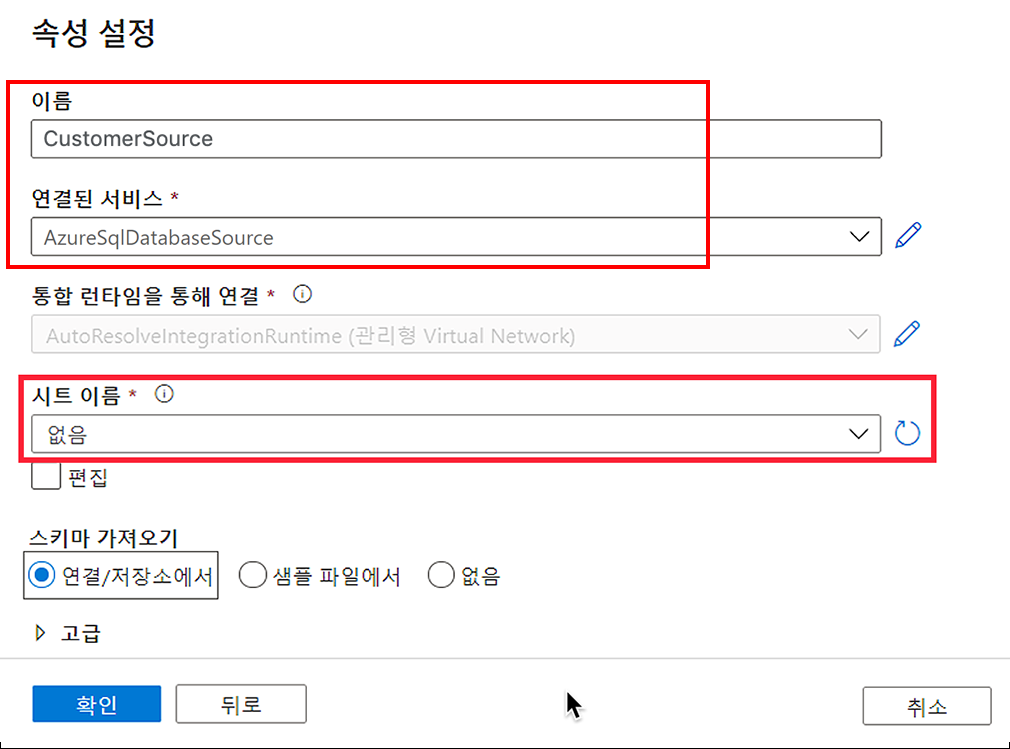 속성 설정
이름
CustomerSource
연결된 서비스 *
AzureSqlDatabaseSource
통합 런타임을 통해 연결 *
AutoResolveIntegrationRuntime (관리형 Virtual Network)
시트 이름 *
없음
편집
스키마 가져오기
연결/저장소에서 샘플 파일에서 없음
고급
확인 뒤로 취소